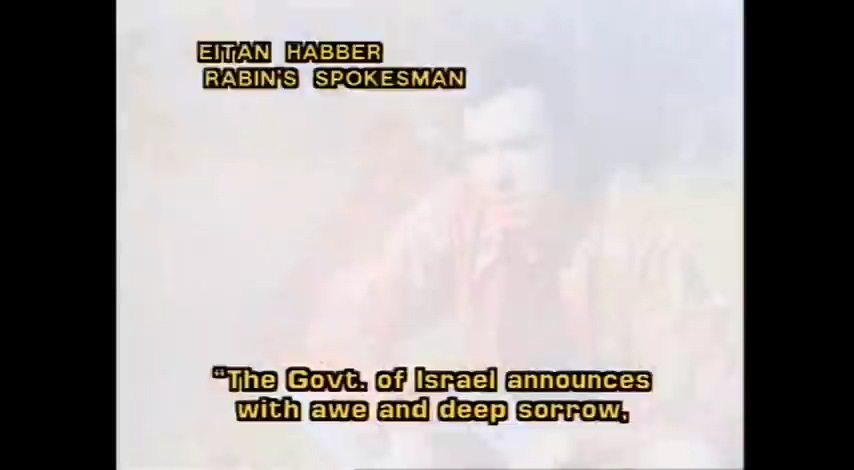 EITAN HABBER
RABIN'S SPOKESMAN
"The Govt. of Israel announces
with awe and deep sorrow,